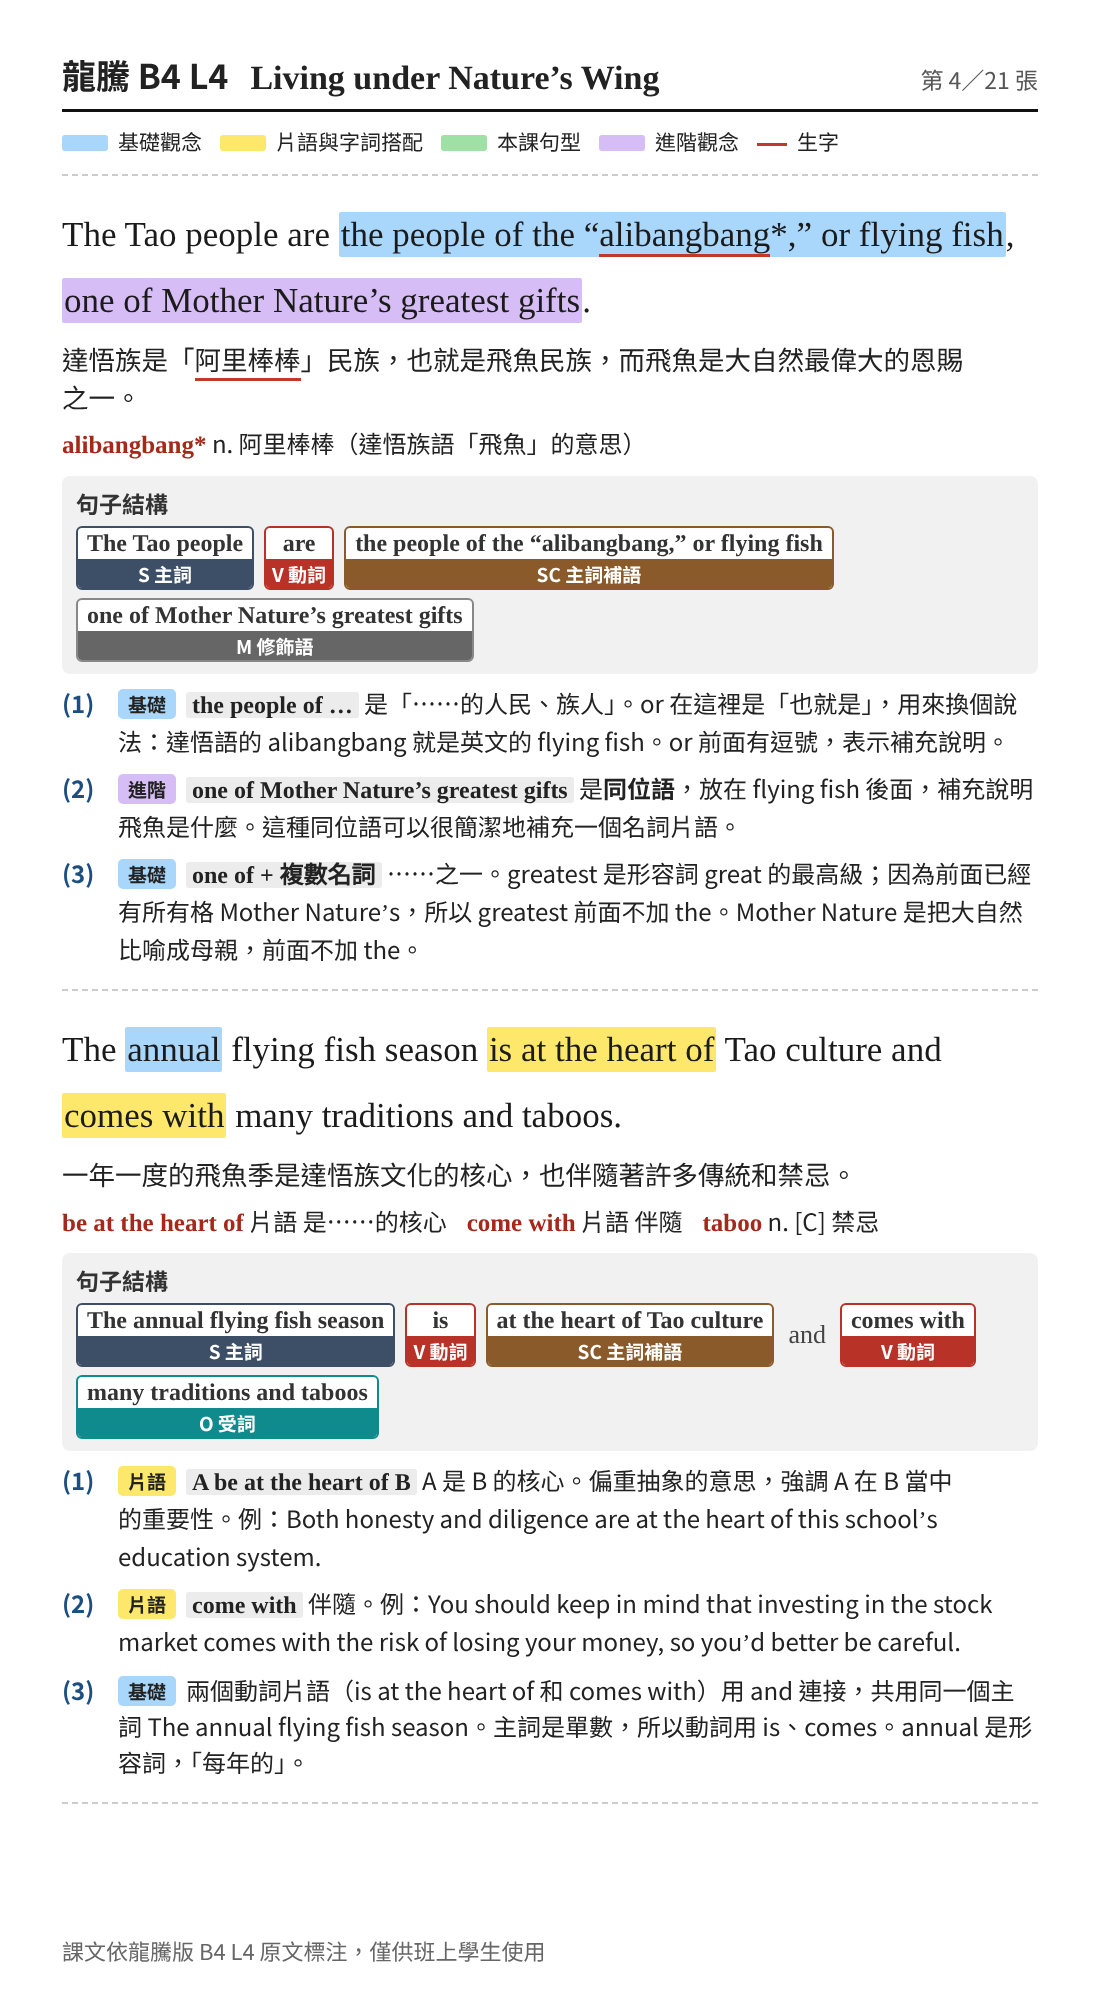 龍騰 B4 L4 Living under Nature’s Wing
第 4／21 張
基礎觀念 片語與字詞搭配 本課句型 進階觀念 生字
The Tao people are the people of the “alibangbang*,” or flying fish,
one of Mother Nature’s greatest gifts.
達悟族是「阿里棒棒」民族，也就是飛魚民族，而飛魚是大自然最偉大的恩賜
之一。
alibangbang* n. 阿里棒棒（達悟族語「飛魚」的意思）
句子結構
The Tao people are the people of the “alibangbang,” or flying fish
S 主詞 V 動詞 SC 主詞補語
one of Mother Nature’s greatest gifts
M 修飾語
(1) 基礎 the people of … 是「……的人民、族人」。or 在這裡是「也就是」，用來換個說
法：達悟語的 alibangbang 就是英文的 flying fish。or 前面有逗號，表示補充說明。
(2) 進階 one of Mother Nature’s greatest gifts 是同位語，放在 flying fish 後面，補充說明
飛魚是什麼。這種同位語可以很簡潔地補充一個名詞片語。
(3) 基礎 one of + 複數名詞 ……之一。greatest 是形容詞 great 的最高級；因為前面已經
有所有格 Mother Nature’s，所以 greatest 前面不加 the。Mother Nature 是把大自然
比喻成母親，前面不加 the。
The annual flying fish season is at the heart of Tao culture and
comes with many traditions and taboos.
一年一度的飛魚季是達悟族文化的核心，也伴隨著許多傳統和禁忌。
be at the heart of 片語 是……的核心 come with 片語 伴隨 taboo n. [C] 禁忌
句子結構
The annual flying fish season is at the heart of Tao culture and comes with
S 主詞 V 動詞 SC 主詞補語 V 動詞
many traditions and taboos
O 受詞
(1) 片語 A be at the heart of B A 是 B 的核心。偏重抽象的意思，強調 A 在 B 當中
的重要性。例：Both honesty and diligence are at the heart of this school’s
education system.
(2) 片語 come with 伴隨。例：You should keep in mind that investing in the stock
market comes with the risk of losing your money, so you’d better be careful.
(3) 基礎 兩個動詞片語（is at the heart of 和 comes with）用 and 連接，共用同一個主
詞 The annual flying fish season。主詞是單數，所以動詞用 is、comes。annual 是形
容詞，「每年的」。
課文依龍騰版 B4 L4 原文標注，僅供班上學生使用